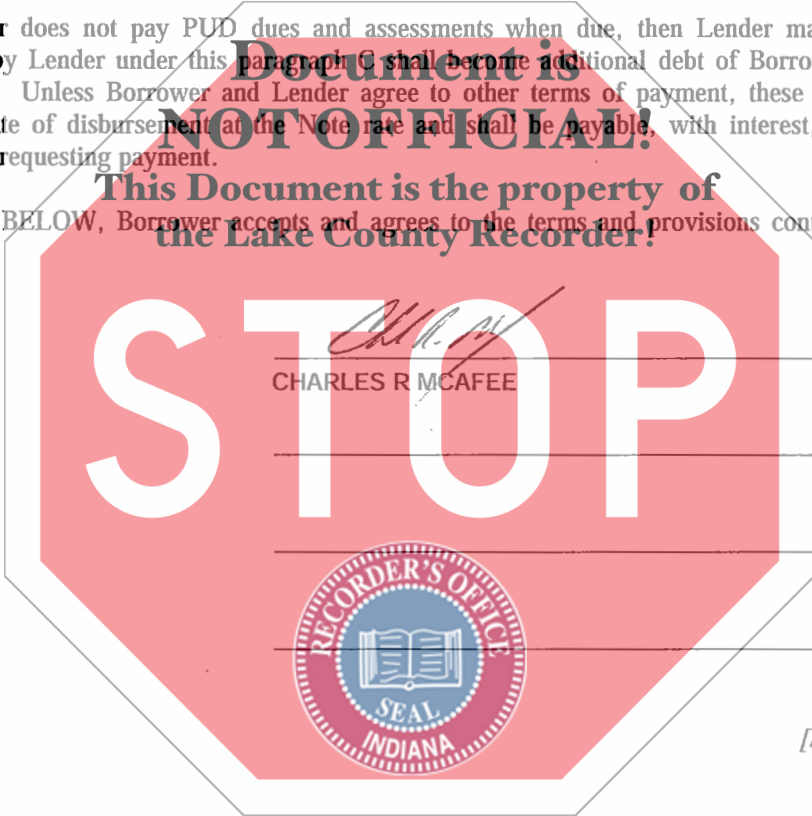 r does not pay PUD dues and assessments when due, then Lender ma
y Lender under this paragraph C shall become additional debt of Borro
Unless Borrower and Lender agree to other terms of payment, these
te of disbursement at the Note rate and shall be payable, with interest,
requesting payment.
BELOW, Borrower accepts and agrees to the terms and provisions con
Document is
NOT OFFICIAL!
This Document is the property of
the Lake County Recorder!
STOP
CHARLES R MCAFEE
RECORDER'S OFFICE
SEAL
INDIANA